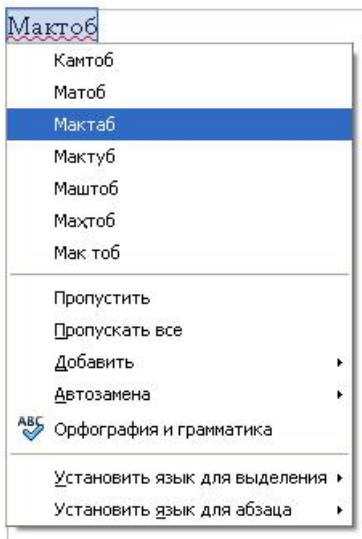 Мактоб
Камтоб
Матоб
Мактаб
Мактуб
Маштоб
Маҳтоб
Мак тоб
Пропустить
Пропускать все
Добавить
Автозамена
ABC Орфография и грамматика
Установить язык для выделения
Установить язык для абзаца